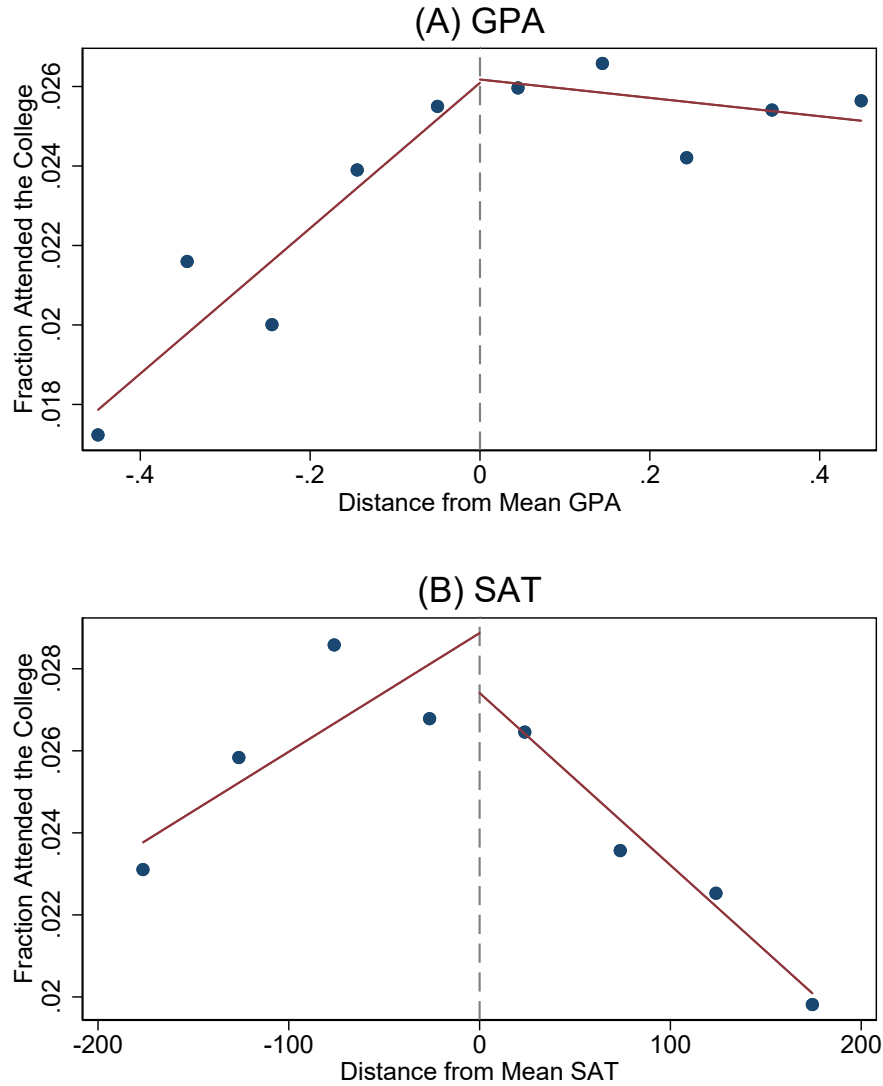 (A) GPA
Fraction Attended the College
.026
.024
.022
.02
.018
-.4 -.2 0 .2 .4
Distance from Mean GPA
(B) SAT
Fraction Attended the College
.028
.026
.024
.022
.02
-200 -100 0 100 200
Distance from Mean SAT